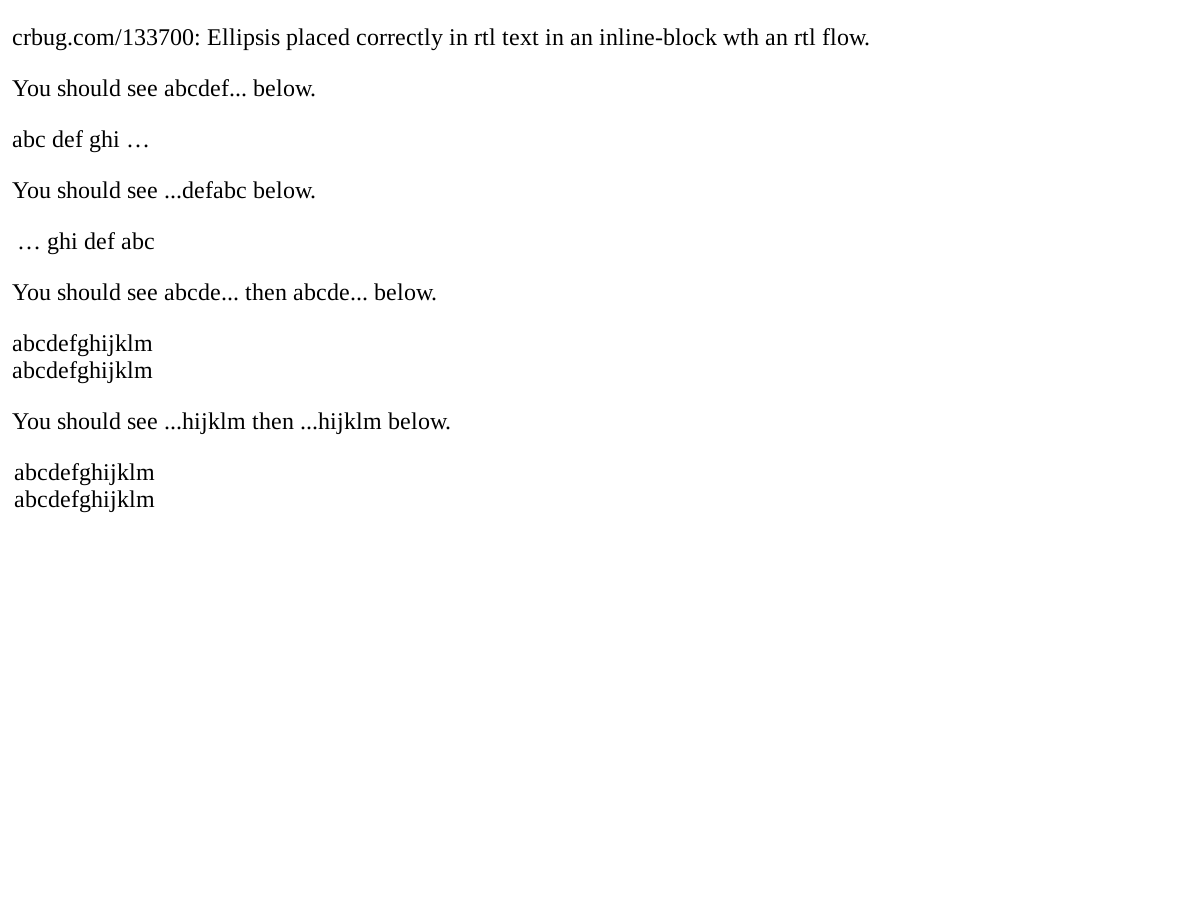 crbug.com/133700: Ellipsis placed correctly in rtl text in an inline-block wth an rtl flow.
You should see abcdef... below.
abc def ghi …
You should see ...defabc below.
… ghi def abc
You should see abcde... then abcde... below.
abcdefghijklm
abcdefghijklm
You should see ...hijklm then ...hijklm below.
abcdefghijklm
abcdefghijklm